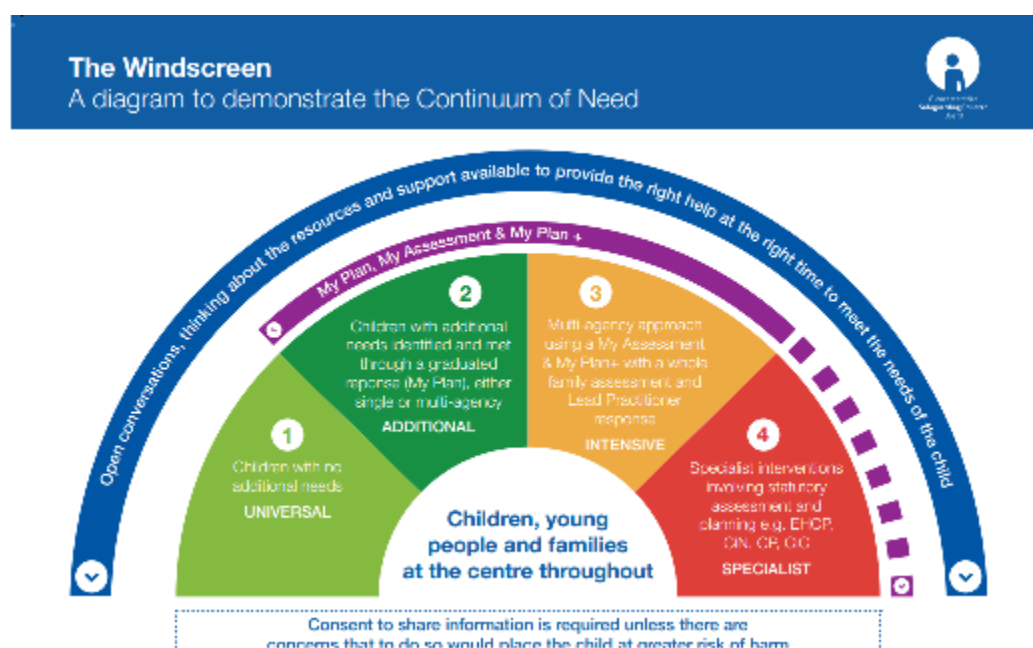 The Windscreen
A diagram to demonstrate the Continuum of Need
Open conversations, thinking about the resources and support available to provide the right help at the right time to meet the needs of the child
My Plan, My Assessment & My Plan +
1
Children with no
additional needs
UNIVERSAL
2
Children with additional
needs identified and met
through a graduated
reponse (My Plan), either
single or multi-agency
ADDITIONAL
3
Multi-agency approach
using a My Assessment
& My Plan+ with a whole
family assessment and
Lead Practitioner
response
INTENSIVE
4
Specialist interventions
involving statutory
assessment and
planning e.g. EHCP,
CiN, CP, CiC
SPECIALIST
Children, young
people and families
at the centre throughout
Consent to share information is required unless there are
concerns that to do so would place the child at greater risk of harm